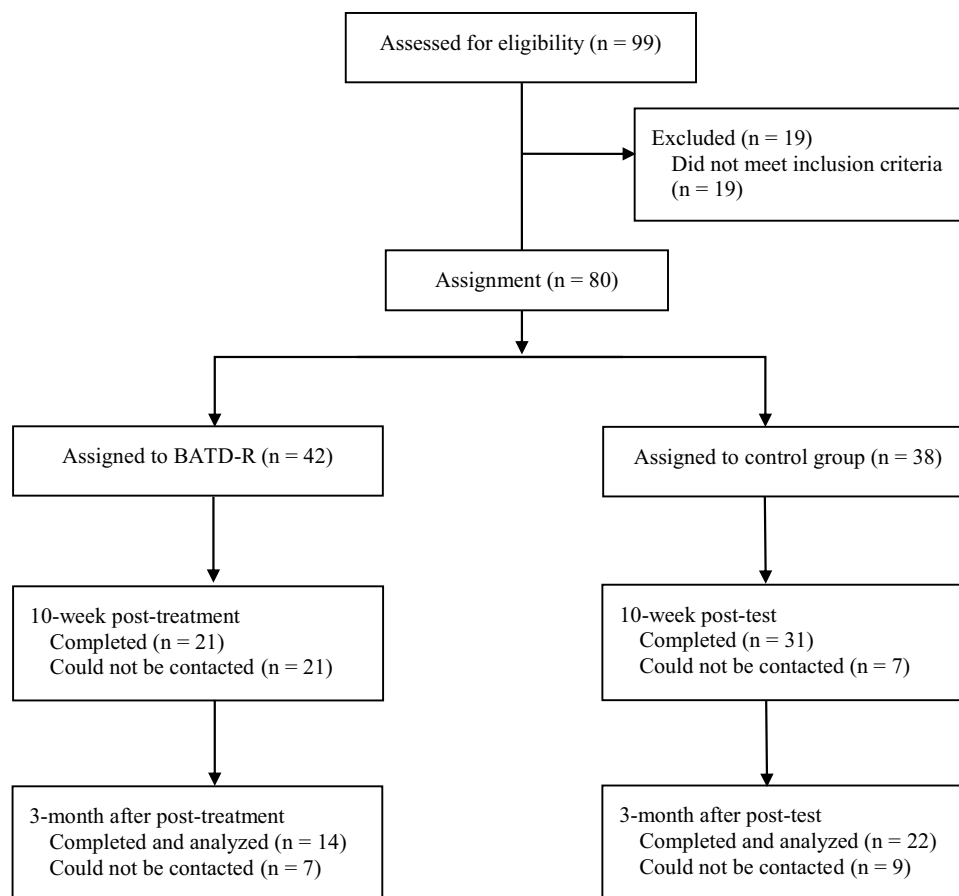 Assessed for eligibility (n = 99)
Excluded (n = 19)
Did not meet inclusion criteria
(n = 19)
Assignment (n = 80)
Assigned to BATD-R (n = 42)
Assigned to control group (n = 38)
10-week post-treatment
Completed (n = 21)
Could not be contacted (n = 21)
10-week post-test
Completed (n = 31)
Could not be contacted (n = 7)
3-month after post-treatment
Completed and analyzed (n = 14)
Could not be contacted (n = 7)
3-month after post-test
Completed and analyzed (n = 22)
Could not be contacted (n = 9)